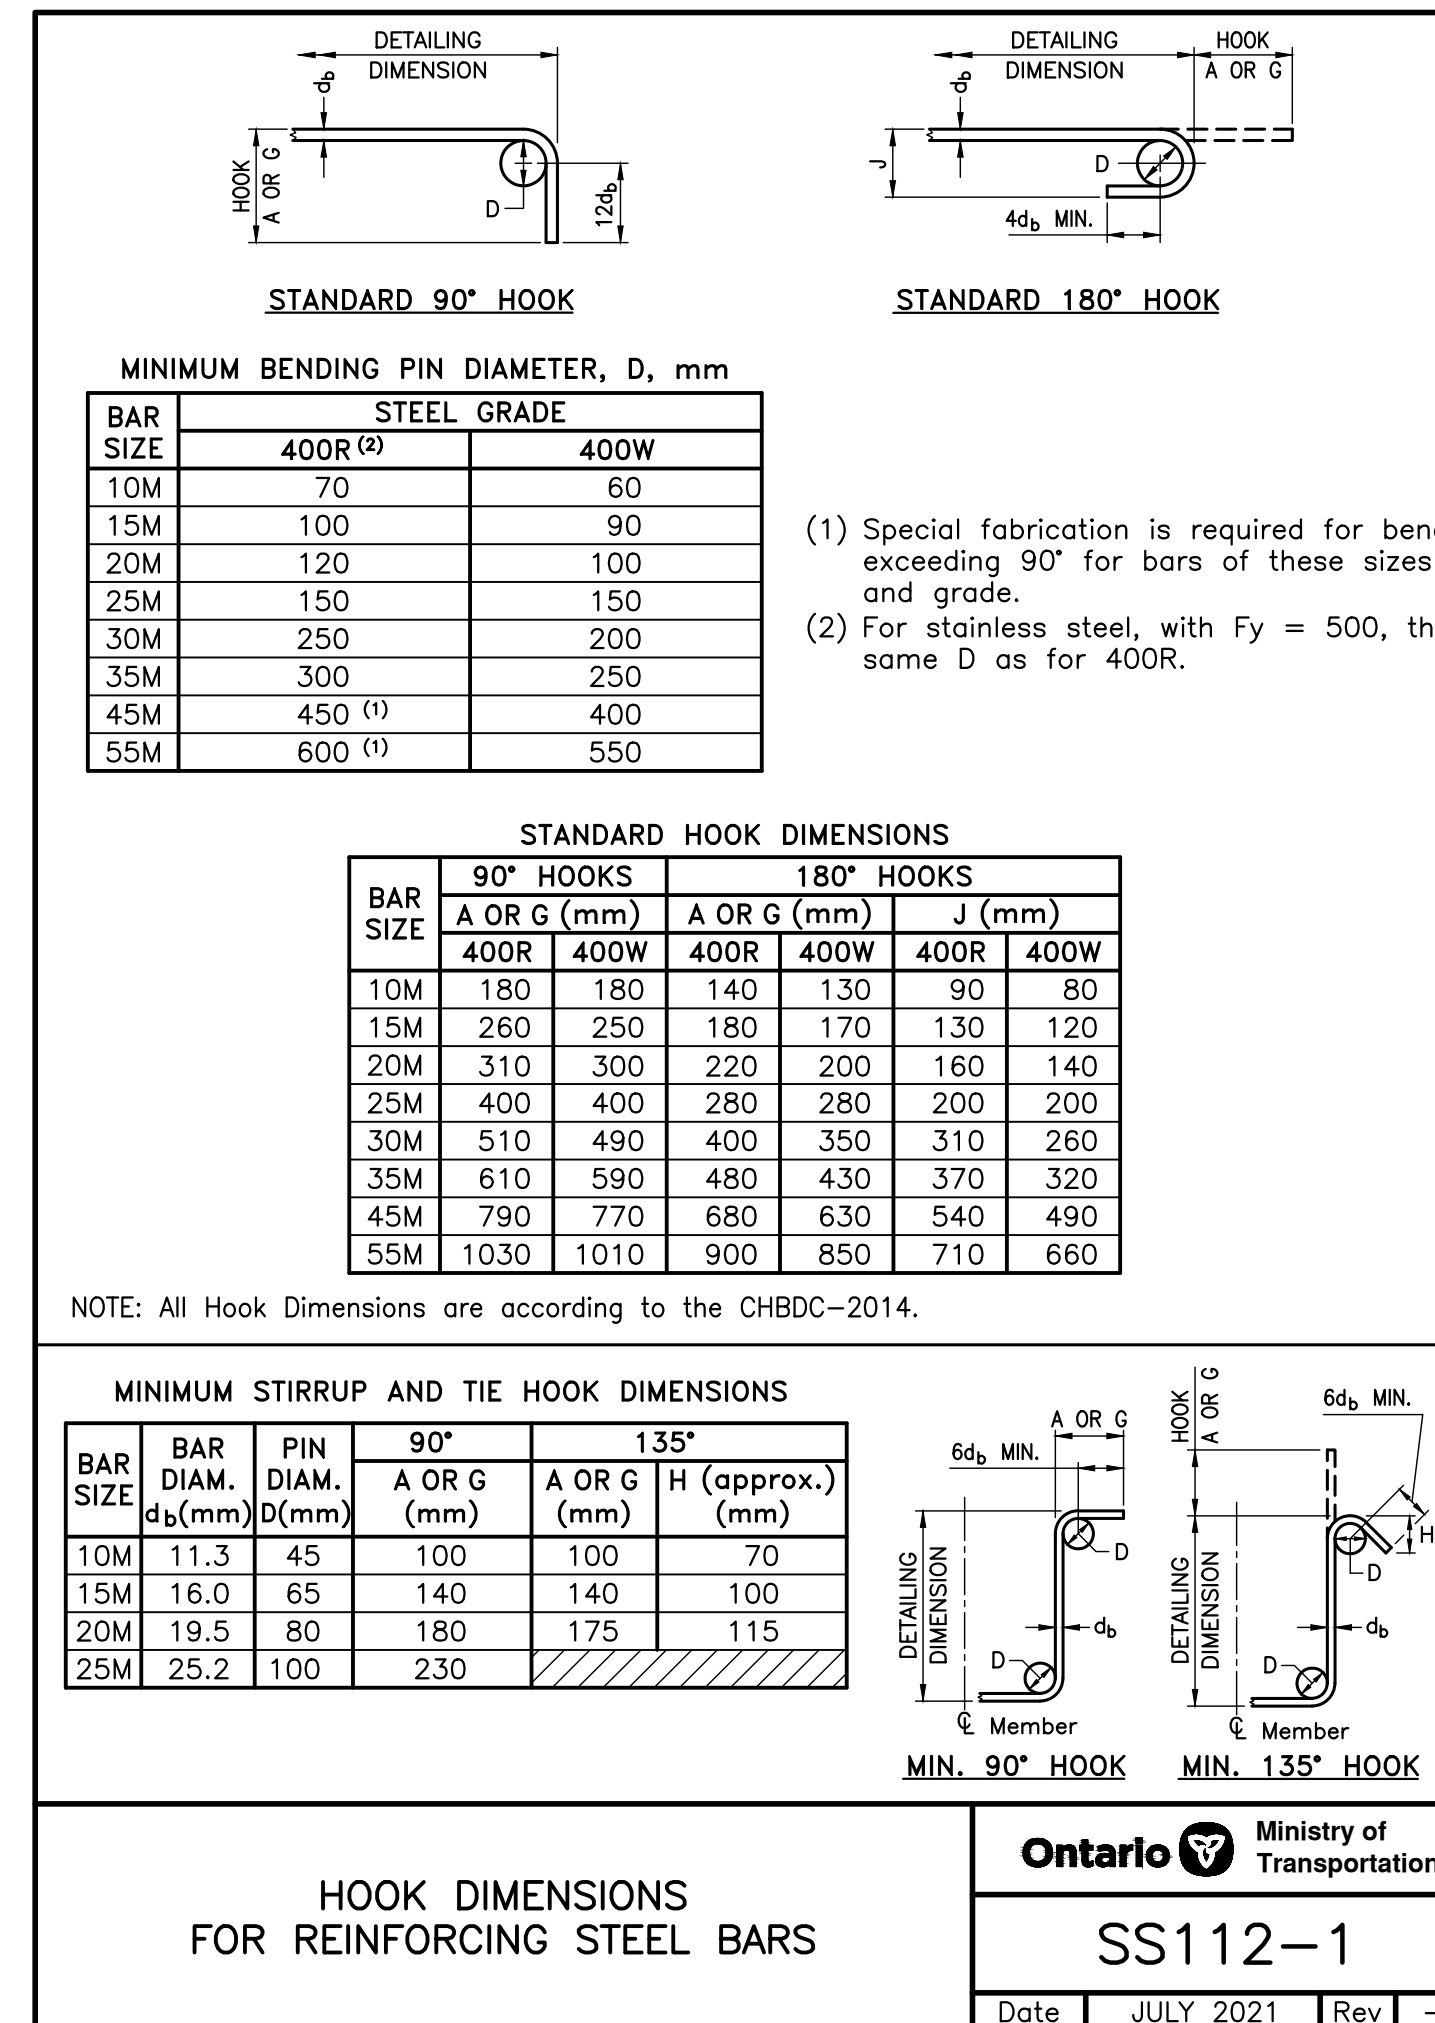 DETAILING
DIMENSION
db
HOOK
A OR G
D
12db
STANDARD 90° HOOK
DETAILING
DIMENSION
HOOK
A OR G
db
J
D
4db MIN.
STANDARD 180° HOOK
MINIMUM BENDING PIN DIAMETER, D, mm
BAR SIZE STEEL GRADE
400R (2) 400W
10M 70 60
15M 100 90
20M 120 100
25M 150 150
30M 250 200
35M 300 250
45M 450 (1) 400
55M 600 (1) 550
(1) Special fabrication is required for
exceeding 90° for bars of these sizes
and grade.
(2) For stainless steel, with Fy = 500,
same D as for 400R.
STANDARD HOOK DIMENSIONS
BAR SIZE 90° HOOKS 180° HOOKS
A OR G (mm) A OR G (mm) J (mm)
400R 400W 400R 400W 400R 400W
10M 180 180 140 130 90 80
15M 260 250 180 170 130 120
20M 310 300 220 200 160 140
25M 400 400 280 280 200 200
30M 510 490 400 350 310 260
35M 610 590 480 430 370 320
45M 790 770 680 630 540 490
55M 1030 1010 900 850 710 660
NOTE: All Hook Dimensions are according to the CHBDC-2014.
MINIMUM STIRRUP AND TIE HOOK DIMENSIONS
BAR SIZE BAR DIAM. db(mm) PIN DIAM. D(mm) 90° 135°
A OR G (mm) A OR G (mm) H (approx.) (mm)
10M 11.3 45 100 100 70
15M 16.0 65 140 140 100
20M 19.5 80 180 175 115
25M 25.2 100 230
A OR G
6db MIN.
D
DETAILING
DIMENSION
db
D
℄ Member
MIN. 90° HOOK
HOOK
A OR G
6db MIN.
H
D
DETAILING
DIMENSION
db
D
℄ Member
MIN. 135° HOOK
HOOK DIMENSIONS
FOR REINFORCING STEEL BARS
Ontario
Ministry of
Transportation
SS112-1
Date JULY 2021 Rev